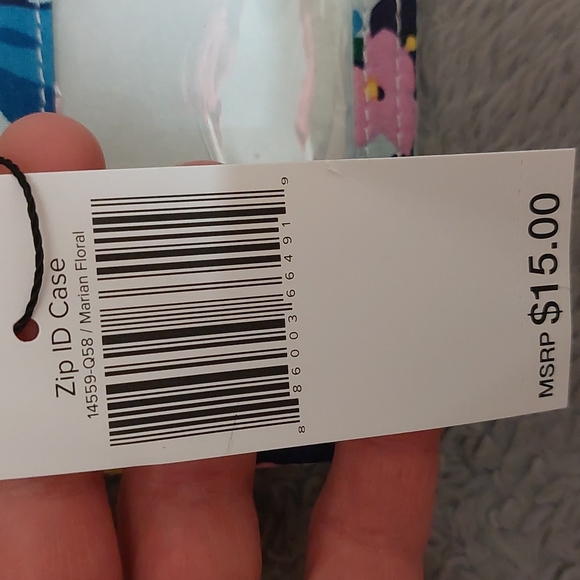 Zip ID Case
14559-Q58 / Marian Floral
8 86003 66491 9
MSRP $15.00